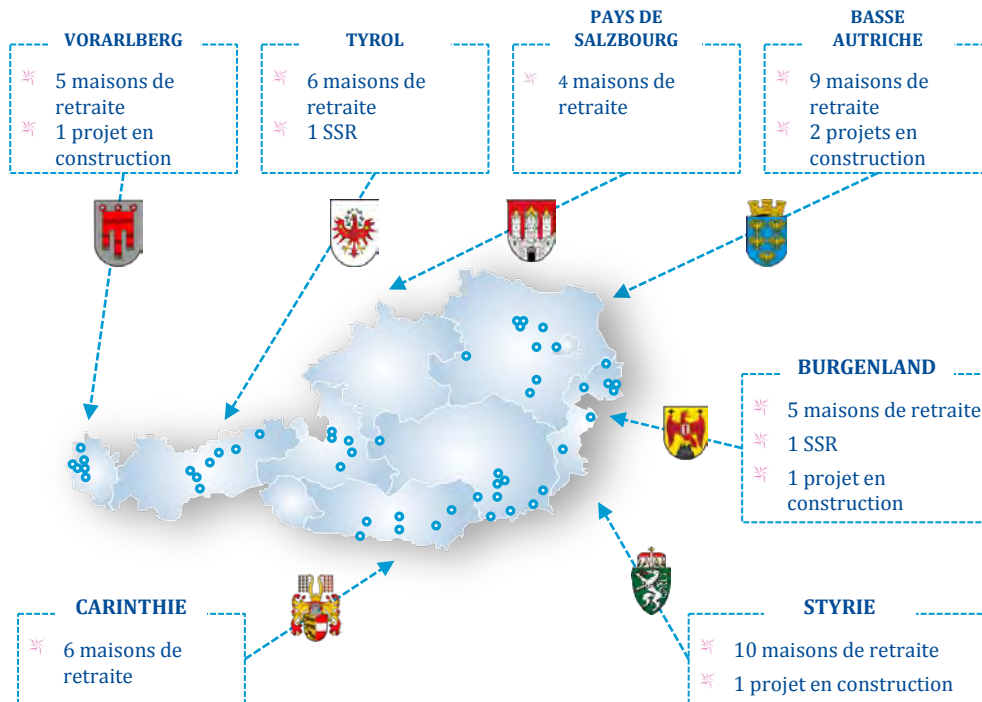 VORARLBERG
5 maisons de
retraite
1 projet en
construction
TYROL
6 maisons de
retraite
1 SSR
PAYS DE
SALZBOURG
4 maisons de
retraite
BASSE
AUTRICHE
9 maisons de
retraite
2 projets en
construction
BURGENLAND
5 maisons de retraite
1 SSR
1 projet en
construction
CARINTHIE
6 maisons de
retraite
STYRIE
10 maisons de retraite
1 projet en construction